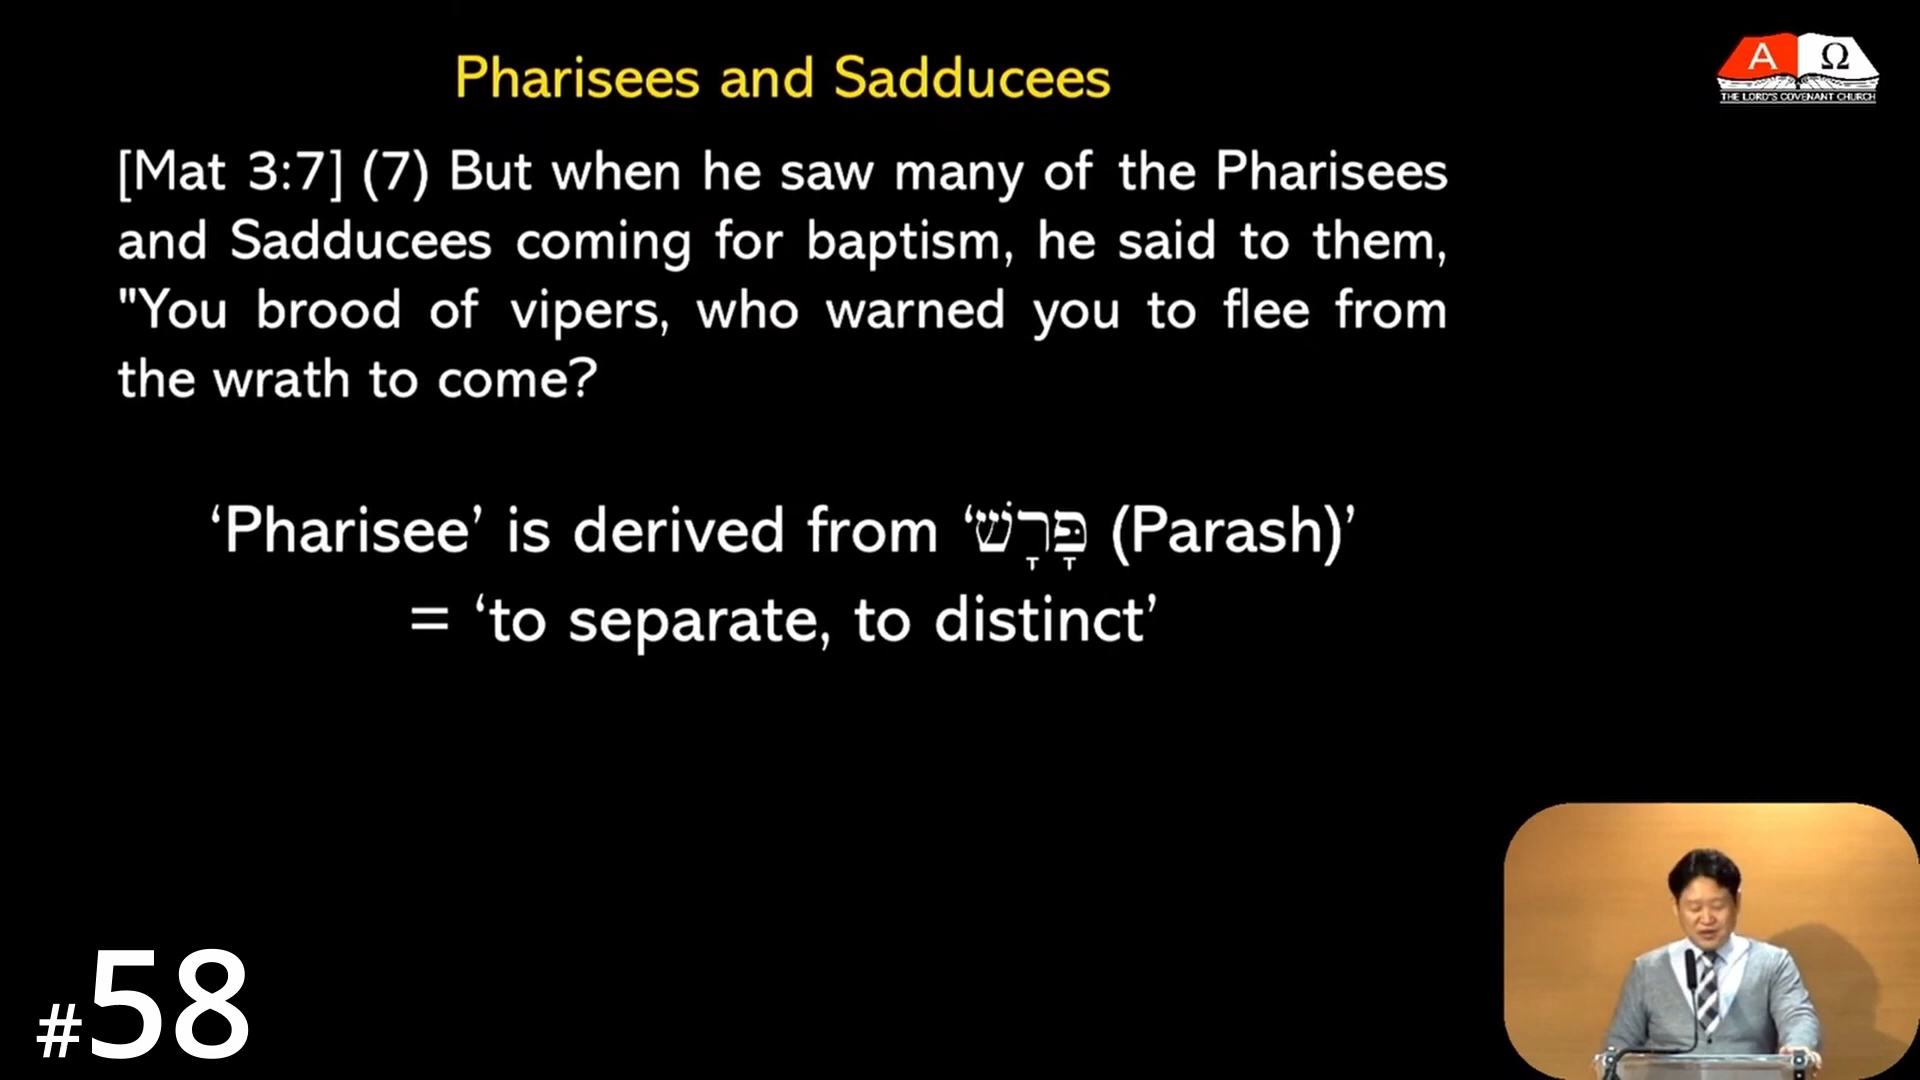 Pharisees and Sadducees
A Ω
THE LORD'S COVENANT CHURCH
[Mat 3:7] (7) But when he saw many of the Pharisees
and Sadducees coming for baptism, he said to them,
"You brood of vipers, who warned you to flee from
the wrath to come?
‘Pharisee’ is derived from ‘פָּרָשׁ (Parash)’
= ‘to separate, to distinct’
#58